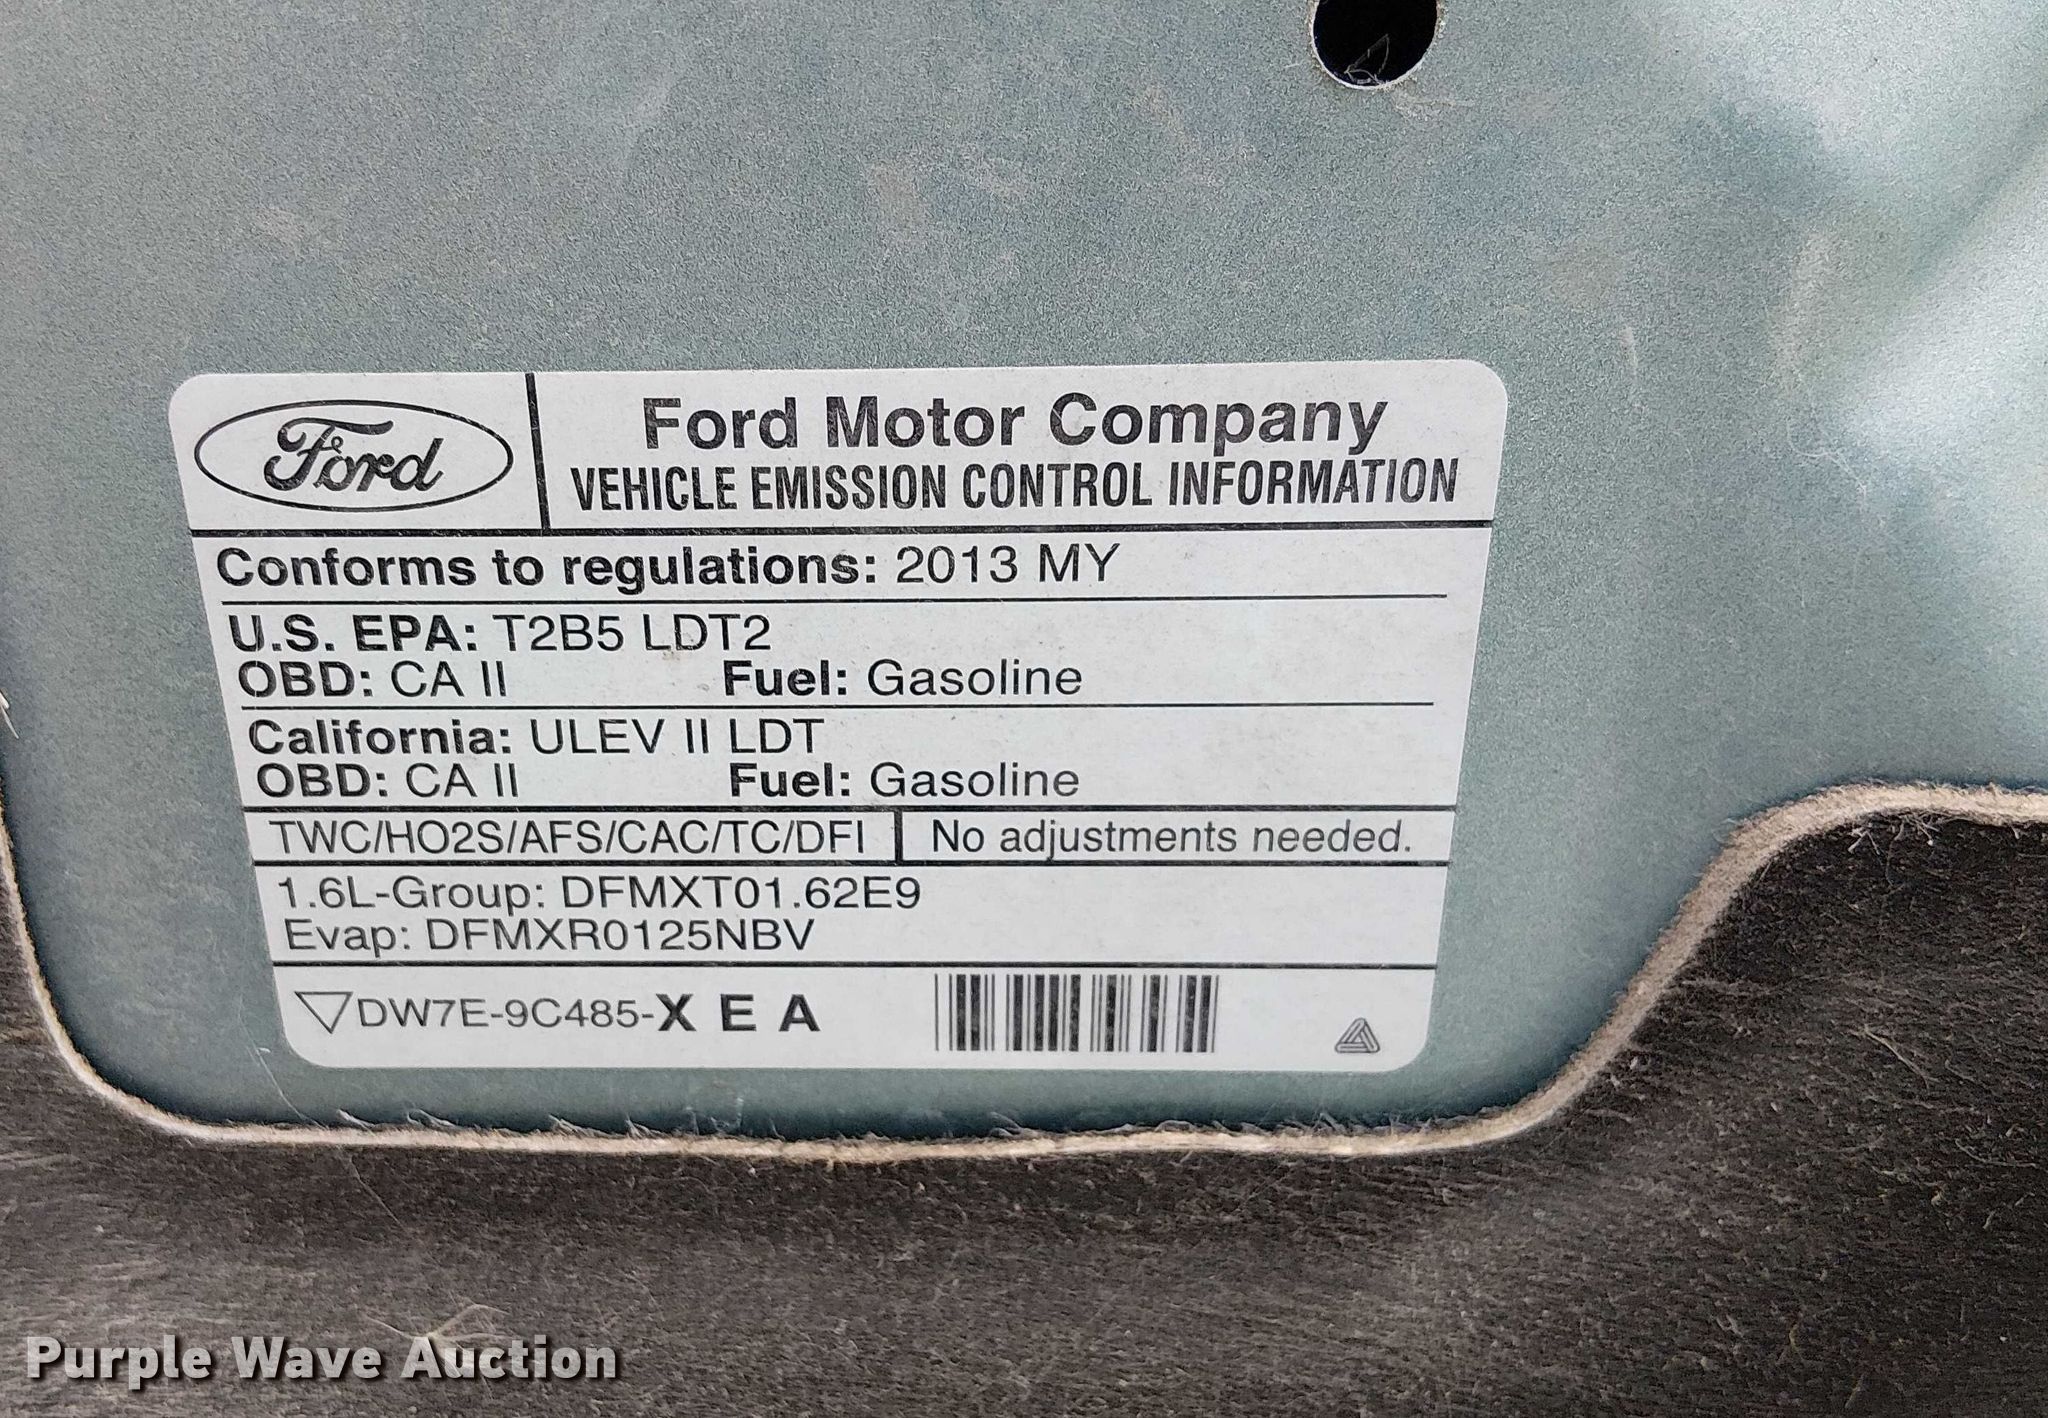 Ford
Ford Motor Company
VEHICLE EMISSION CONTROL INFORMATION
Conforms to regulations: 2013 MY
U.S. EPA: T2B5 LDT2
OBD: CA II Fuel: Gasoline
California: ULEV II LDT
OBD: CA II Fuel: Gasoline
TWC/HO2S/AFS/CAC/TC/DFI No adjustments needed.
1.6L-Group: DFMXT01.62E9
Evap: DFMXR0125NBV
DW7E-9C485-X E A
Purple Wave Auction